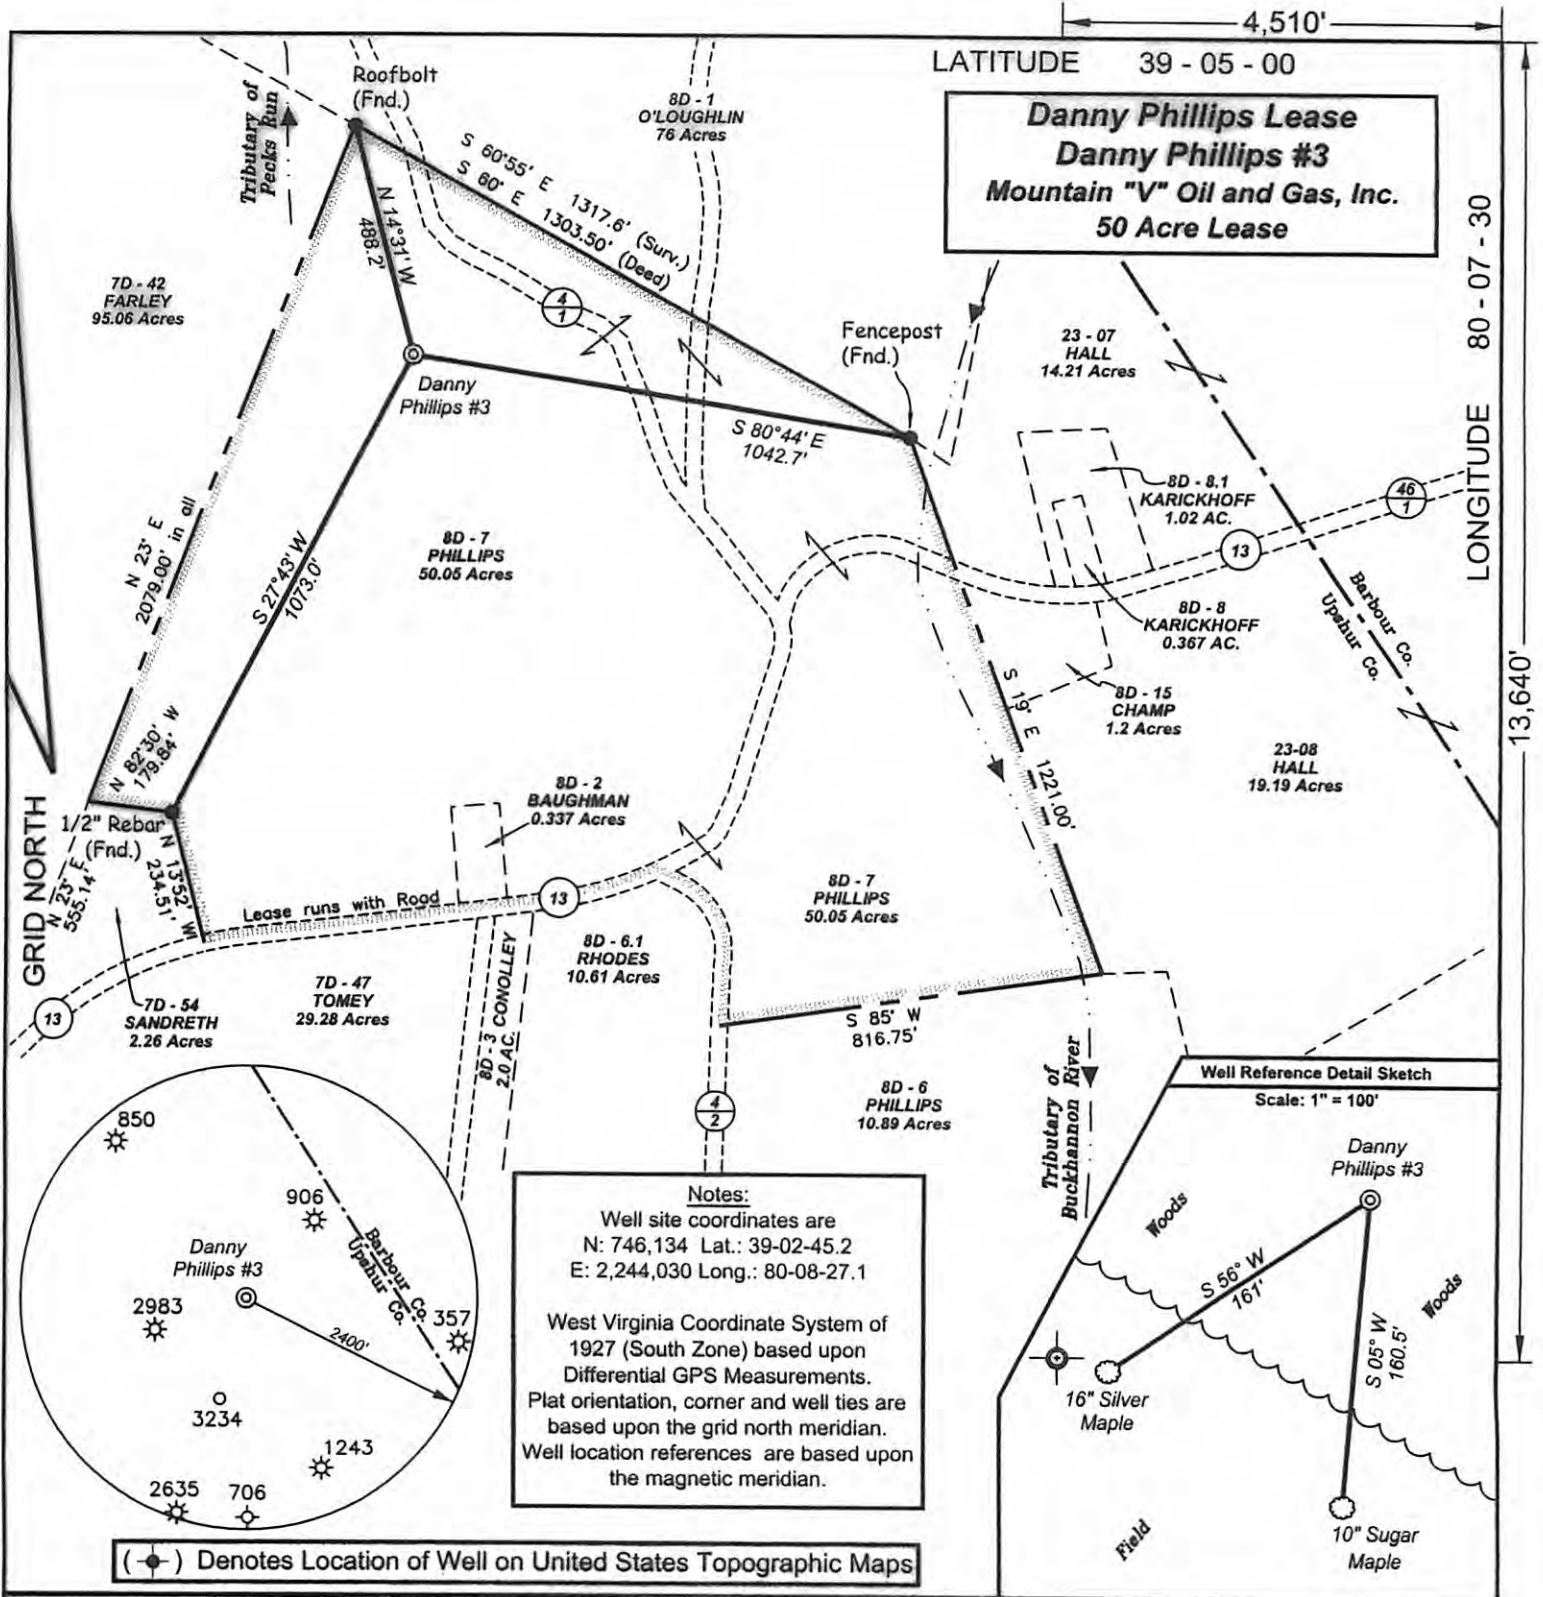 4,510'
LATITUDE 39 - 05 - 00
Danny Phillips Lease
Danny Phillips #3
Mountain "V" Oil and Gas, Inc.
50 Acre Lease
LONGITUDE 80 - 07 - 30
13,640'
Roofbolt
(Fnd.)
Tributary of
Pecks Run
8D - 1
O'LOUGHLIN
76 Acres
S 60°55' E 1317.6' (Surv.)
S 60° E 1303.50' (Deed)
N 14°31' W
488.2'
7D - 42
FARLEY
95.06 Acres
4
1
Fencepost
(Fnd.)
23 - 07
HALL
14.21 Acres
Danny
Phillips #3
S 80°44' E
1042.7'
8D - 8.1
KARICKHOFF
1.02 AC.
46
1
13
N 23° E
2079.00' in all
S 27°43' W
1073.0'
8D - 7
PHILLIPS
50.05 Acres
8D - 8
KARICKHOFF
0.367 AC.
Barbour Co.
Upshur Co.
8D - 15
CHAMP
1.2 Acres
S 19° E 1221.00'
23-08
HALL
19.19 Acres
N 82°30' W
179.84'
1/2" Rebar
(Fnd.)
GRID NORTH
N 23° E
555.14'
N 13°52' W
234.51'
8D - 2
BAUGHMAN
0.337 Acres
Lease runs with Road
13
8D - 7
PHILLIPS
50.05 Acres
8D - 6.1
RHODES
10.61 Acres
8D - 3 CONOLLEY
2.0 AC.
7D - 47
TOMEY
29.28 Acres
13
7D - 54
SANDRETH
2.26 Acres
S 85° W
816.75'
8D - 6
PHILLIPS
10.89 Acres
4
2
Tributary of
Buckhannon River
850
906
Danny
Phillips #3
2983
Barbour Co.
Upshur Co.
357
2400'
3234
1243
2635
706
Notes:
Well site coordinates are
N: 746,134 Lat.: 39-02-45.2
E: 2,244,030 Long.: 80-08-27.1
West Virginia Coordinate System of
1927 (South Zone) based upon
Differential GPS Measurements.
Plat orientation, corner and well ties are
based upon the grid north meridian.
Well location references are based upon
the magnetic meridian.
Well Reference Detail Sketch
Scale: 1" = 100'
Danny
Phillips #3
Woods
S 56° W
161'
Woods
S 05° W
160.5'
16" Silver
Maple
10" Sugar
Maple
Field
( ) Denotes Location of Well on United States Topographic Maps